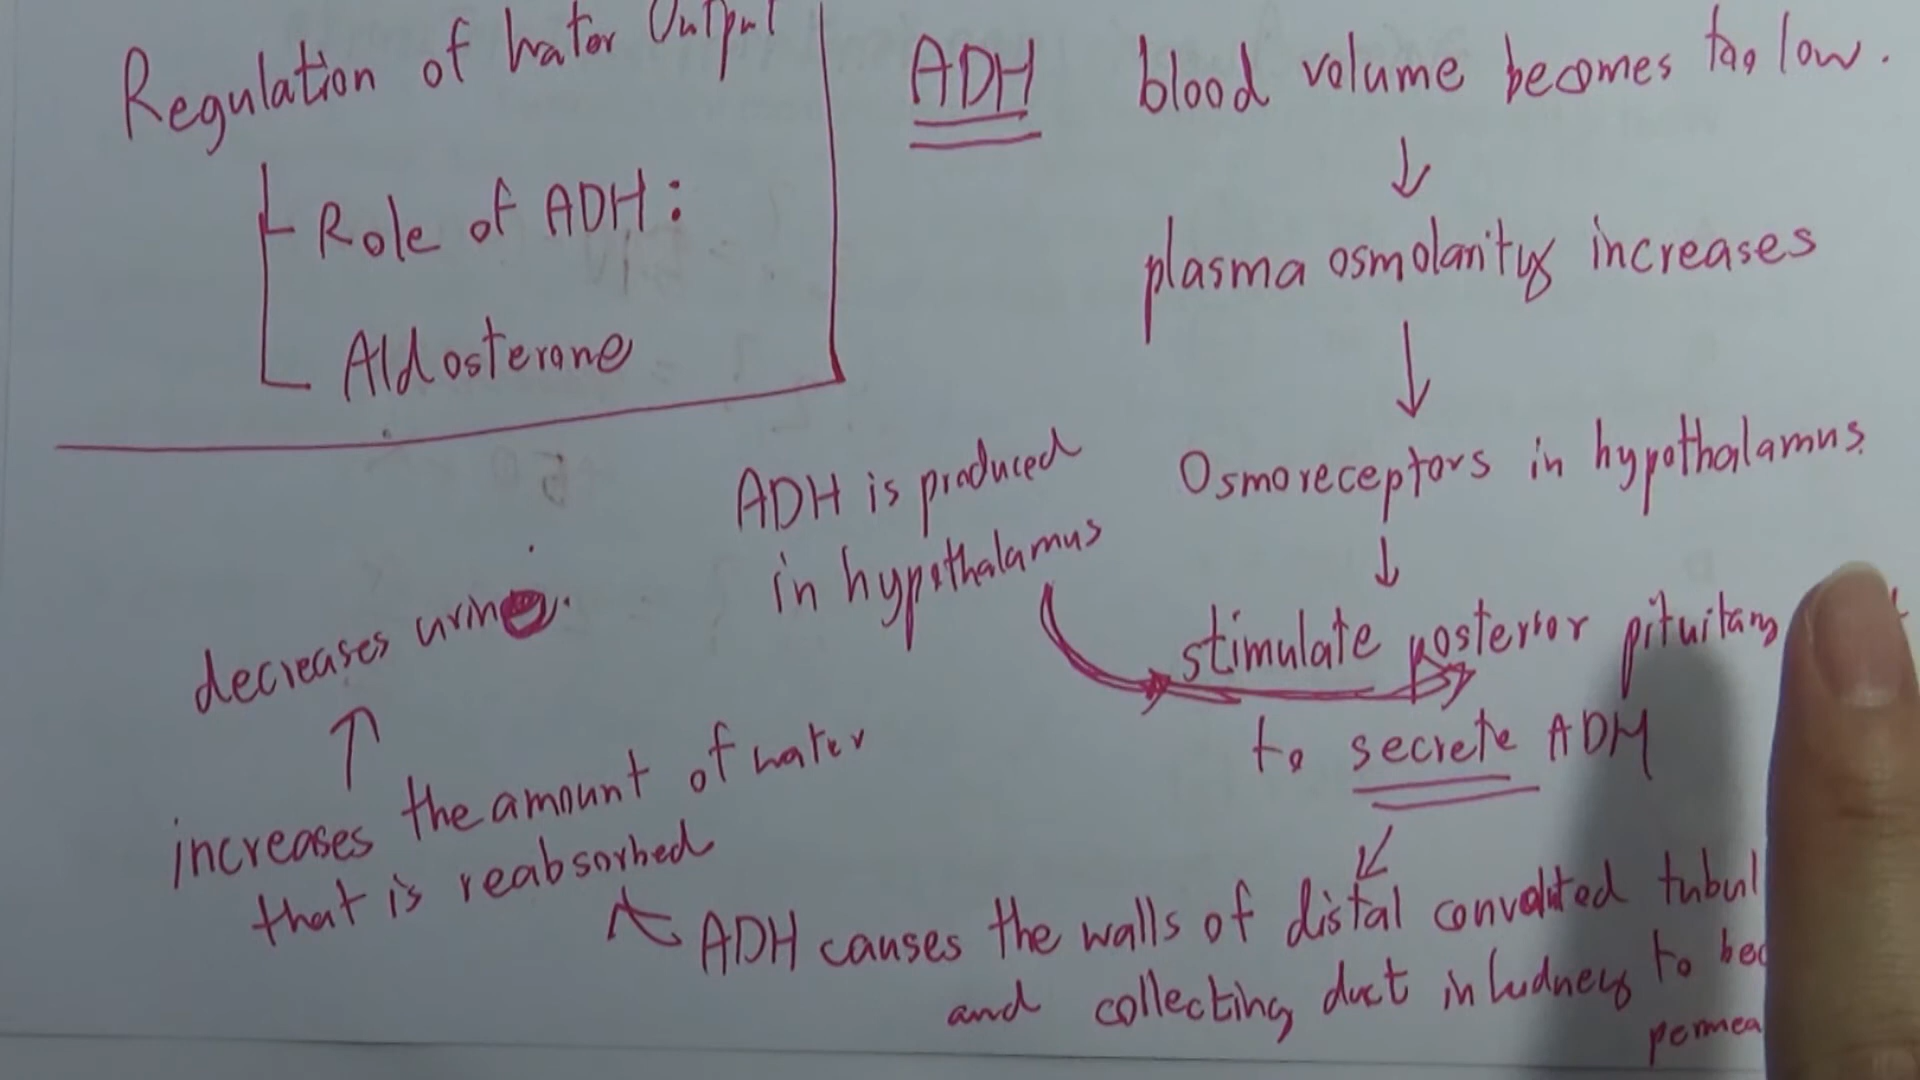 Regulation of water Output
Role of ADH:
Aldosterone
ADH
blood volume becomes too low.
↓
plasma osmolarity increases
↓
Osmoreceptors in hypothalamus.
↓
stimulate posterior pituitary
to secrete ADH
ADH is produced
in hypothalamus
ADH causes the walls of distal convoluted tubul
and collecting duct in kidneys to bec
permea
increases the amount of water
that is reabsorbed
↑
decreases urine.